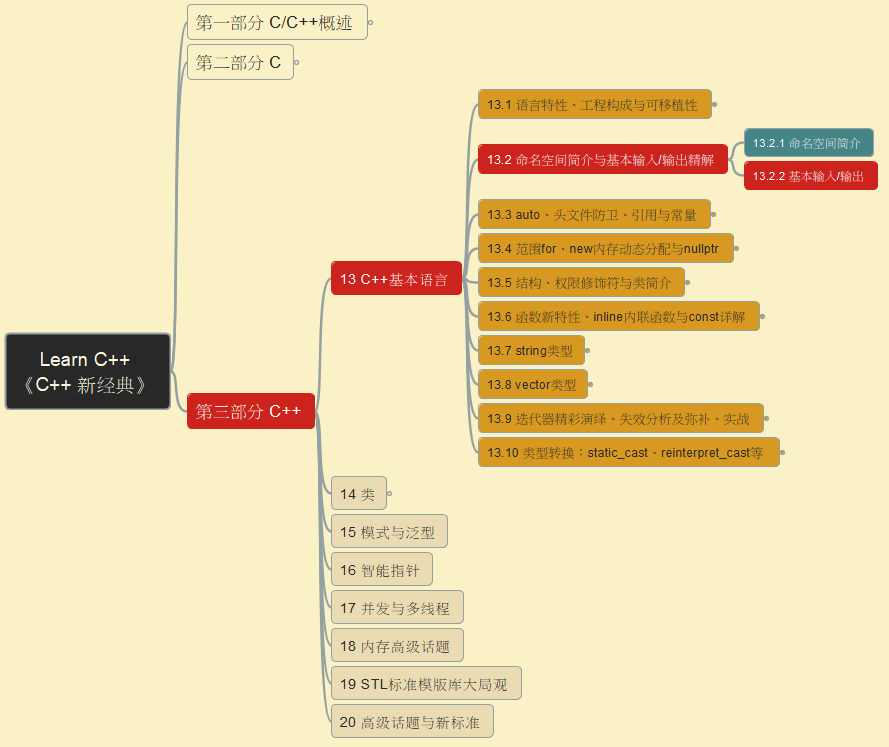 Learn C++
《C++ 新经典》
第一部分 C/C++概述
第二部分 C
第三部分 C++
13 C++基本语言
13.1 语言特性、工程构成与可移植性
13.2 命名空间简介与基本输入/输出精解
13.2.1 命名空间简介
13.2.2 基本输入/输出
13.3 auto、头文件防卫、引用与常量
13.4 范围for、new内存动态分配与nullptr
13.5 结构、权限修饰符与类简介
13.6 函数新特性、inline内联函数与const详解
13.7 string类型
13.8 vector类型
13.9 迭代器精彩演绎、失效分析及弥补、实战
13.10 类型转换：static_cast、reinterpret_cast等
14 类
15 模式与泛型
16 智能指针
17 并发与多线程
18 内存高级话题
19 STL标准模版库大局观
20 高级话题与新标准